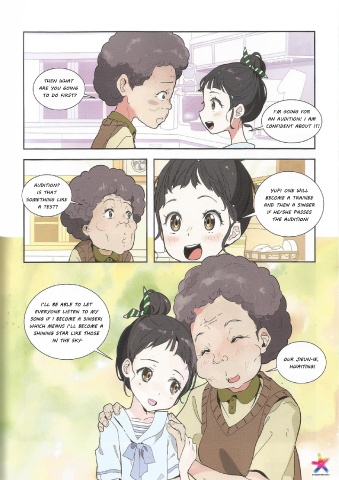 THEN WHAT
ARE YOU
GOING TO
DO FIRST?
I'M GOING FOR
AN AUDITION! I AM
CONFIDENT ABOUT IT!
AUDITION?
IS THAT
SOMETHING LIKE
A TEST?
YUP! ONE WILL
BECOME A TRAINEE
AND THEN A SINGER
IF HE/SHE PASSES
THE AUDITION!
I'LL BE ABLE TO LET
EVERYONE LISTEN TO MY
SONG IF I BECOME A SINGER!
WHICH MEANS I'LL BECOME A
SHINING STAR LIKE THOSE
IN THE SKY~
OUR JEUN-IE,
HWAITING!